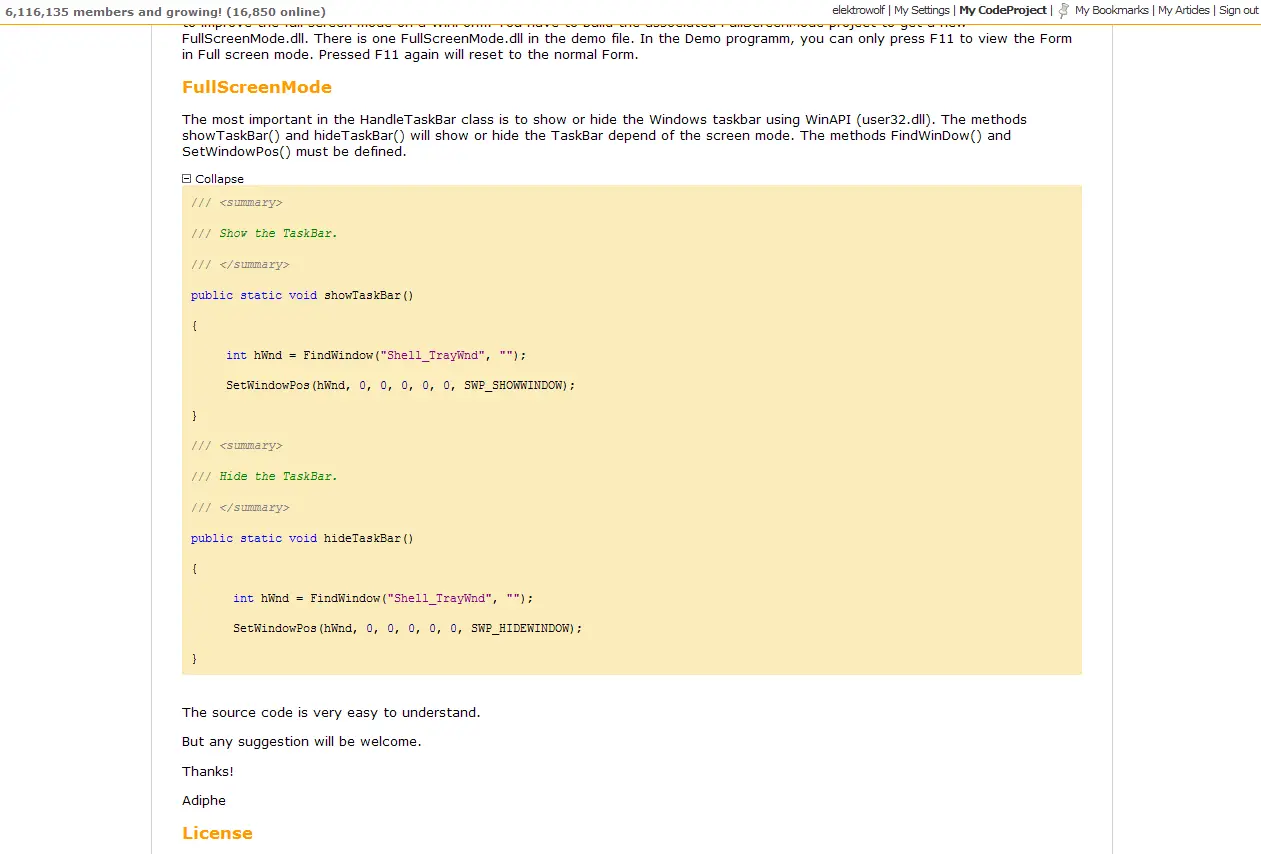 6,116,135 members and growing! (16,850 online)
elektrowolf | My Settings | My CodeProject | My Bookmarks | My Articles | Sign out
FullScreenMode.dll. There is one FullScreenMode.dll in the demo file. In the Demo programm, you can only press F11 to view the Form
in Full screen mode. Pressed F11 again will reset to the normal Form.
FullScreenMode
The most important in the HandleTaskBar class is to show or hide the Windows taskbar using WinAPI (user32.dll). The methods
showTaskBar() and hideTaskBar() will show or hide the TaskBar depend of the screen mode. The methods FindWinDow() and
SetWindowPos() must be defined.
Collapse
/// <summary>
/// Show the TaskBar.
/// </summary>
public static void showTaskBar()
{
int hWnd = FindWindow("Shell_TrayWnd", "");
SetWindowPos(hWnd, 0, 0, 0, 0, 0, SWP_SHOWWINDOW);
}
/// <summary>
/// Hide the TaskBar.
/// </summary>
public static void hideTaskBar()
{
int hWnd = FindWindow("Shell_TrayWnd", "");
SetWindowPos(hWnd, 0, 0, 0, 0, 0, SWP_HIDEWINDOW);
}
The source code is very easy to understand.
But any suggestion will be welcome.
Thanks!
Adiphe
License